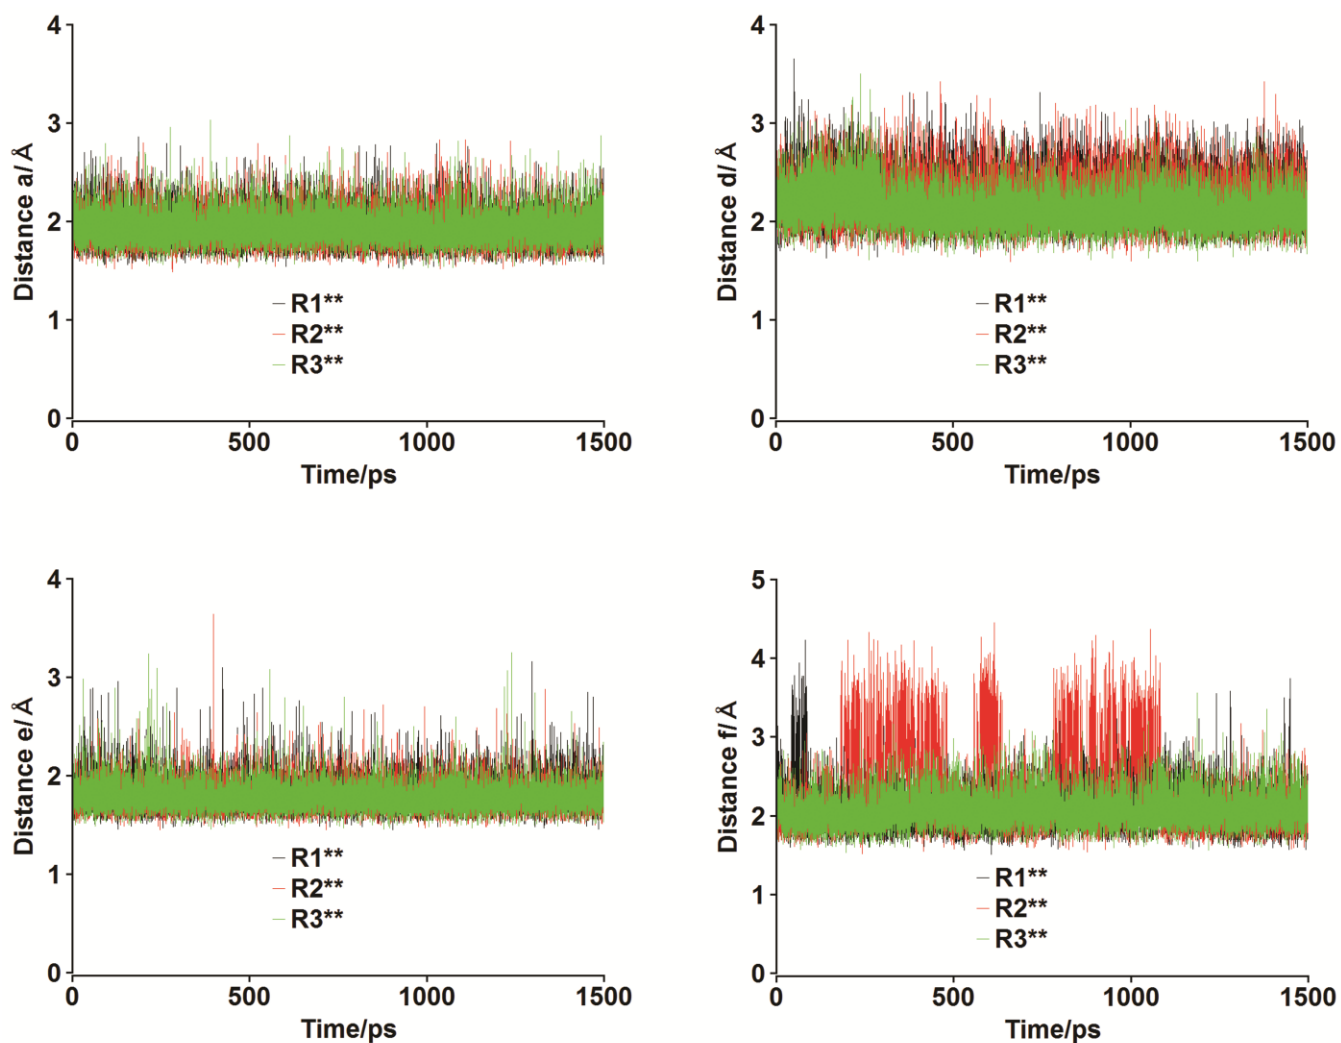 4
3
2
1
0
Distance a/Å
R1**
R2**
R3**
0 500 1000 1500
Time/ps
4
3
2
1
0
Distance d/Å
R1**
R2**
R3**
0 500 1000 1500
Time/ps
4
3
2
1
0
Distance e/Å
R1**
R2**
R3**
0 500 1000 1500
Time/ps
5
4
3
2
1
0
Distance f/Å
R1**
R2**
R3**
0 500 1000 1500
Time/ps